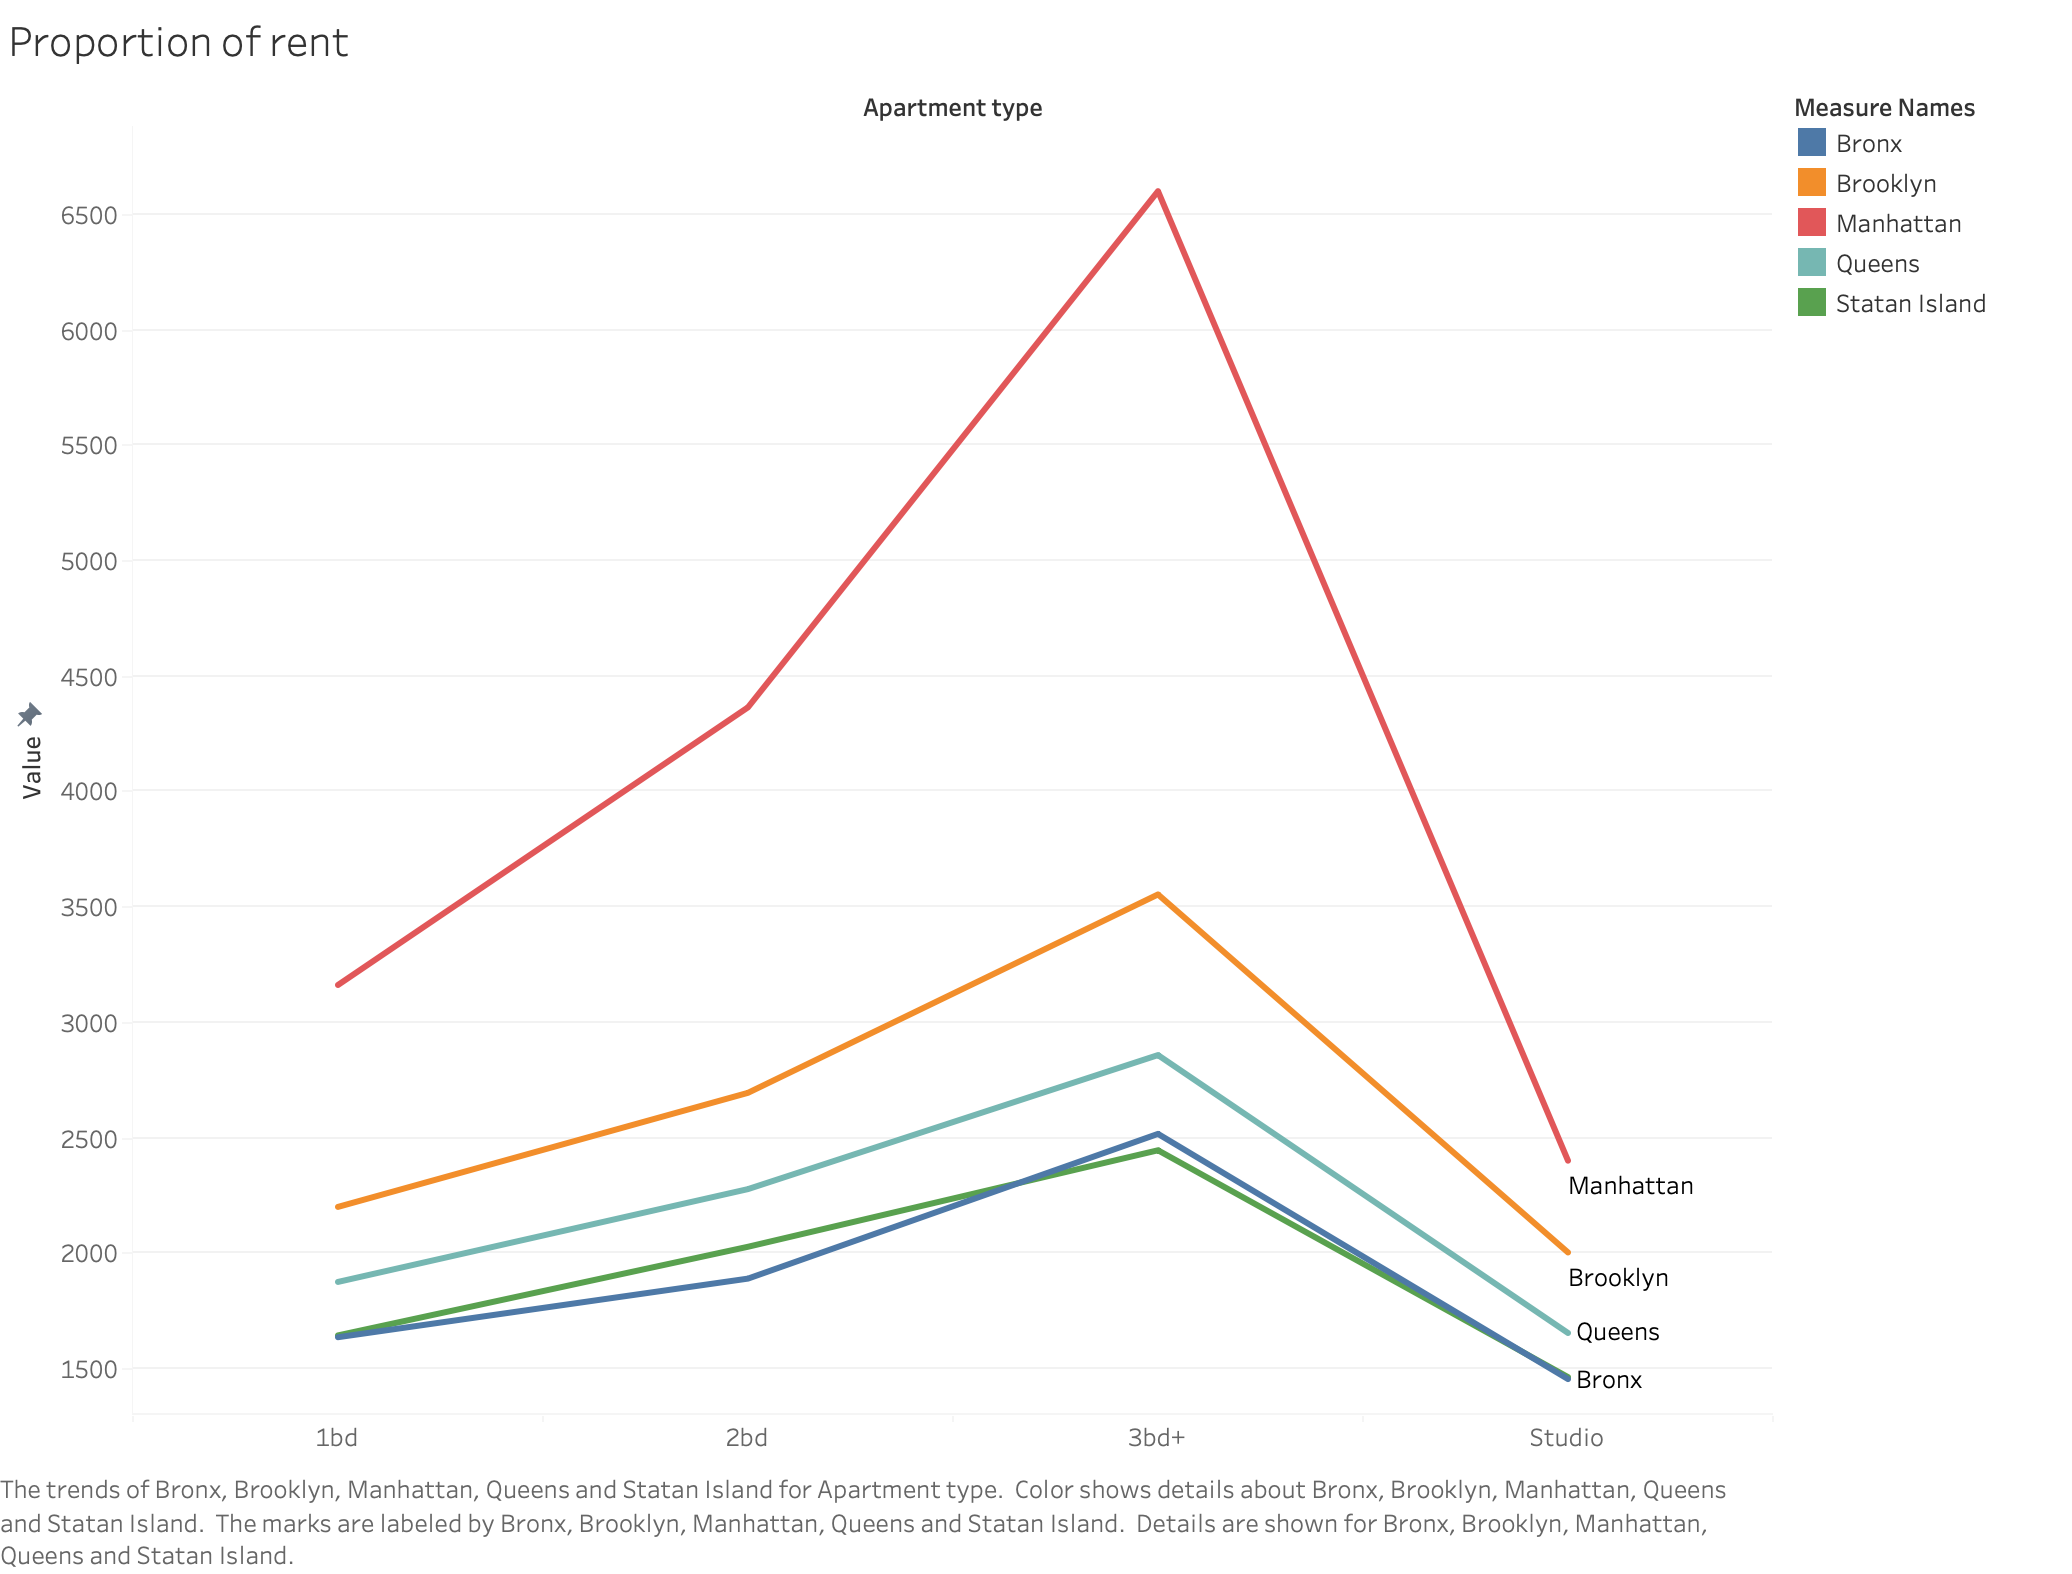 Proportion of rent
Apartment type
Measure Names
Bronx
Brooklyn
Manhattan
Queens
Statan Island
6500
6000
5500
5000
4500
4000
3500
3000
2500
2000
1500
Value
Manhattan
Brooklyn
Queens
Bronx
1bd 2bd 3bd+ Studio
The trends of Bronx, Brooklyn, Manhattan, Queens and Statan Island for Apartment type.  Color shows details about Bronx, Brooklyn, Manhattan, Queens
and Statan Island.  The marks are labeled by Bronx, Brooklyn, Manhattan, Queens and Statan Island.  Details are shown for Bronx, Brooklyn, Manhattan,
Queens and Statan Island.